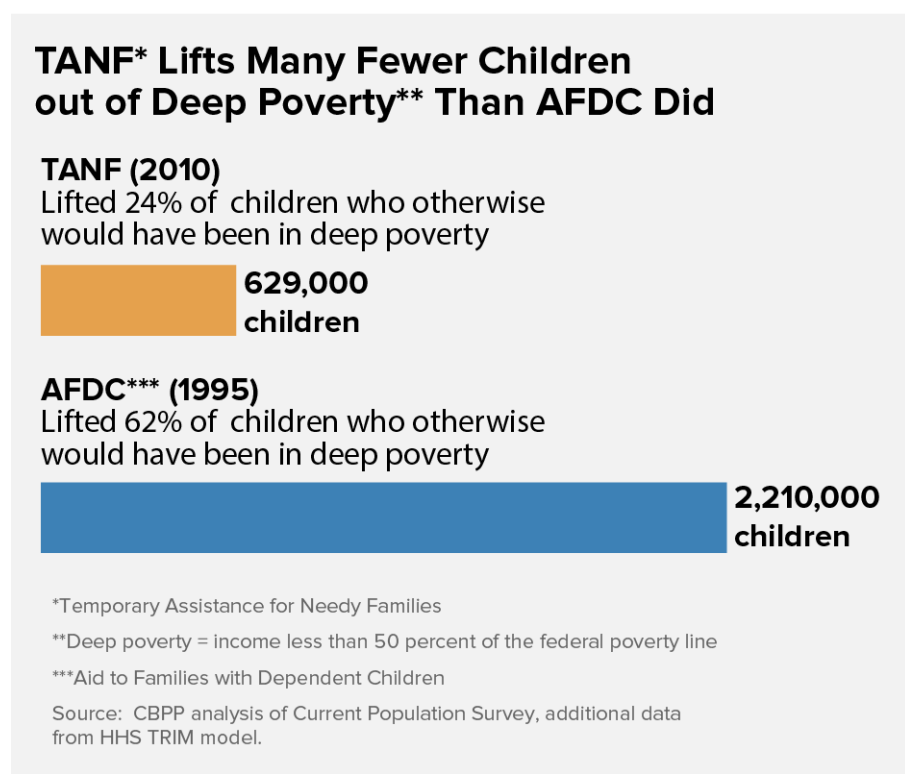 TANF* Lifts Many Fewer Children
out of Deep Poverty** Than AFDC Did
TANF (2010)
Lifted 24% of children who otherwise
would have been in deep poverty
629,000
children
AFDC*** (1995)
Lifted 62% of children who otherwise
would have been in deep poverty
2,210,000
children
*Temporary Assistance for Needy Families
**Deep poverty = income less than 50 percent of the federal poverty line
***Aid to Families with Dependent Children
Source: CBPP analysis of Current Population Survey, additional data
from HHS TRIM model.